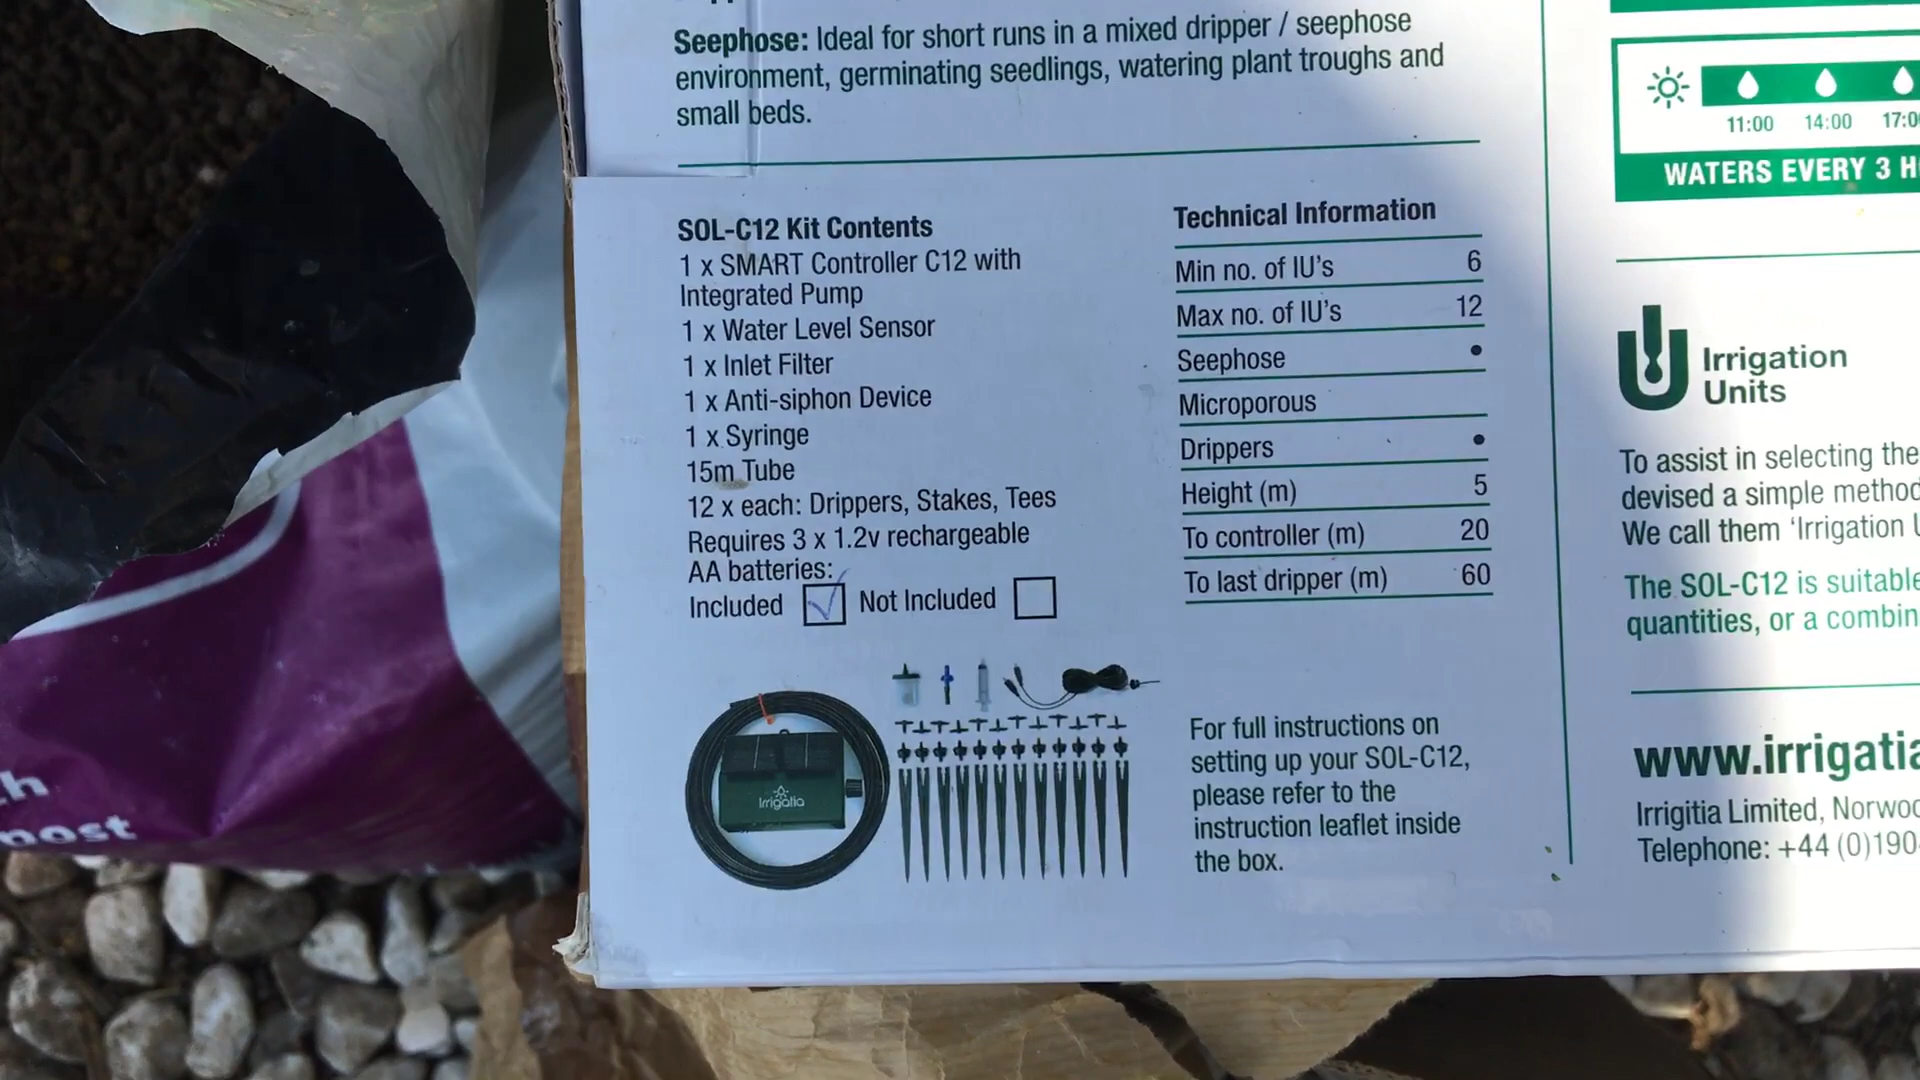 Seephose: Ideal for short runs in a mixed dripper / seephose
environment, germinating seedlings, watering plant troughs and
small beds.
SOL-C12 Kit Contents
1 x SMART Controller C12 with
Integrated Pump
1 x Water Level Sensor
1 x Inlet Filter
1 x Anti-siphon Device
1 x Syringe
15m Tube
12 x each: Drippers, Stakes, Tees
Requires 3 x 1.2v rechargeable
AA batteries:
Included Not Included
Irrigatia
Technical Information
Min no. of IU's 6
Max no. of IU's 12
Seephose •
Microporous
Drippers •
Height (m) 5
To controller (m) 20
To last dripper (m) 60
For full instructions on
setting up your SOL-C12,
please refer to the
instruction leaflet inside
the box.
11:00 14:00 17:0
WATERS EVERY 3 H
Irrigation
Units
To assist in selecting the
devised a simple method
We call them 'Irrigation
The SOL-C12 is suitable
quantities, or a combin
www.irrigatia
Irrigitia Limited, Norwoo
Telephone: +44 (0)190
h
post